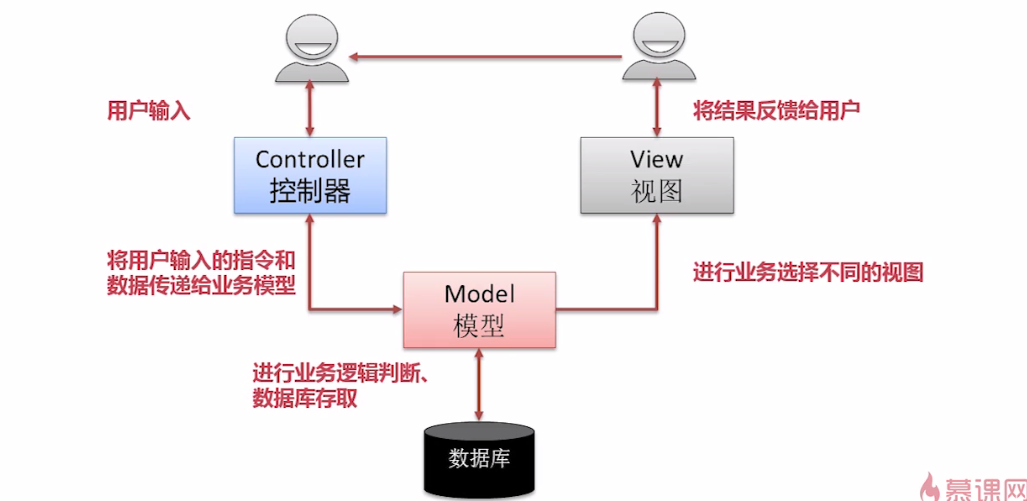 用户输入
将结果反馈给用户
Controller
控制器
View
视图
将用户输入的指令和
数据传递给业务模型
进行业务选择不同的视图
Model
模型
进行业务逻辑判断、
数据库存取
数据库
慕课网